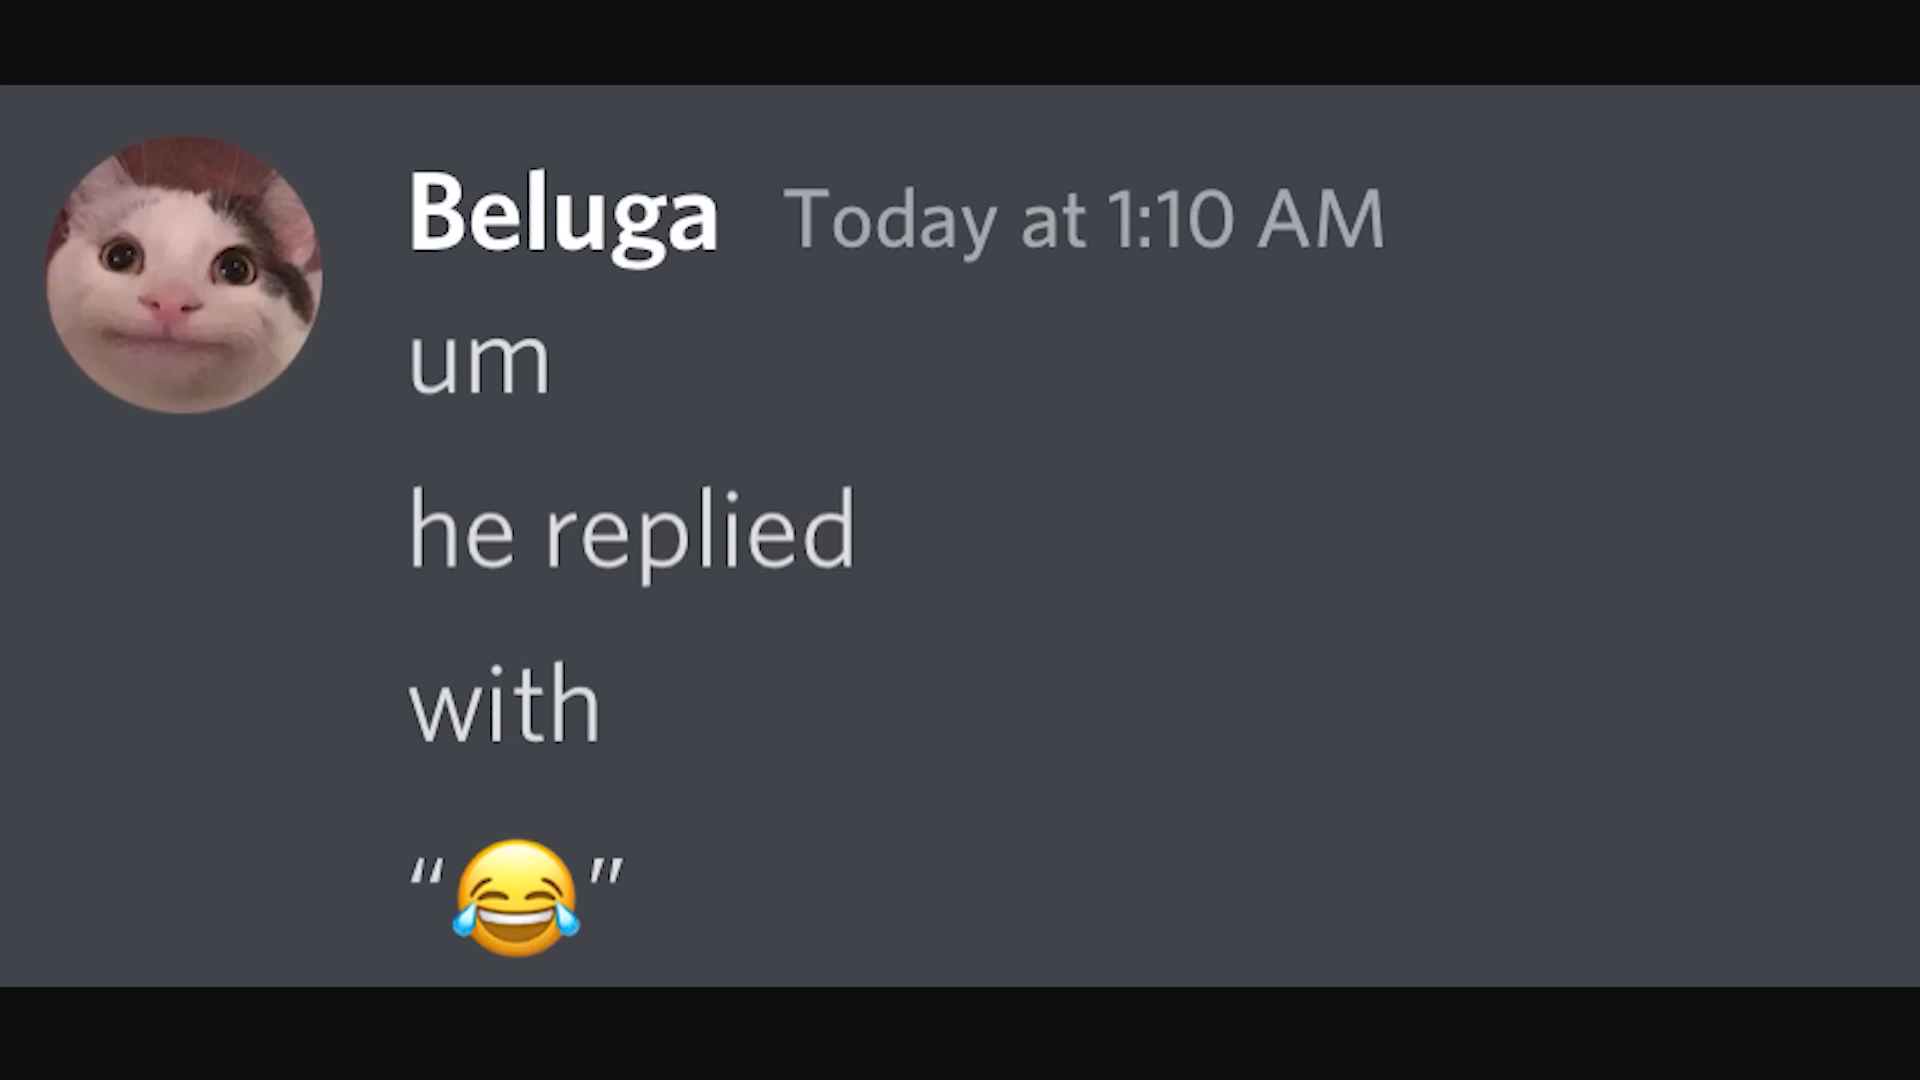 Beluga Today at 1:10 AM
um
he replied
with
“😂”